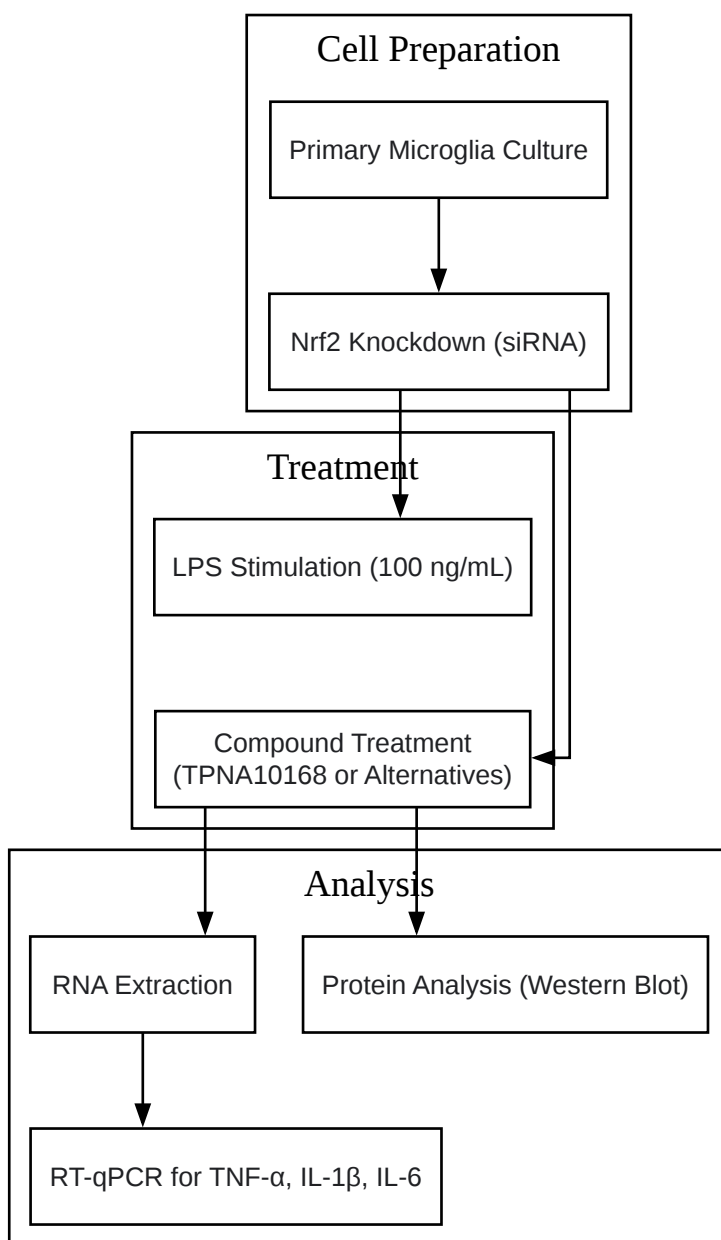 Cell Preparation
Primary Microglia Culture
Nrf2 Knockdown (siRNA)
Treatment
LPS Stimulation (100 ng/mL)
Compound Treatment
(TPNA10168 or Alternatives)
Analysis
RNA Extraction
Protein Analysis (Western Blot)
RT-qPCR for TNF-α, IL-1β, IL-6